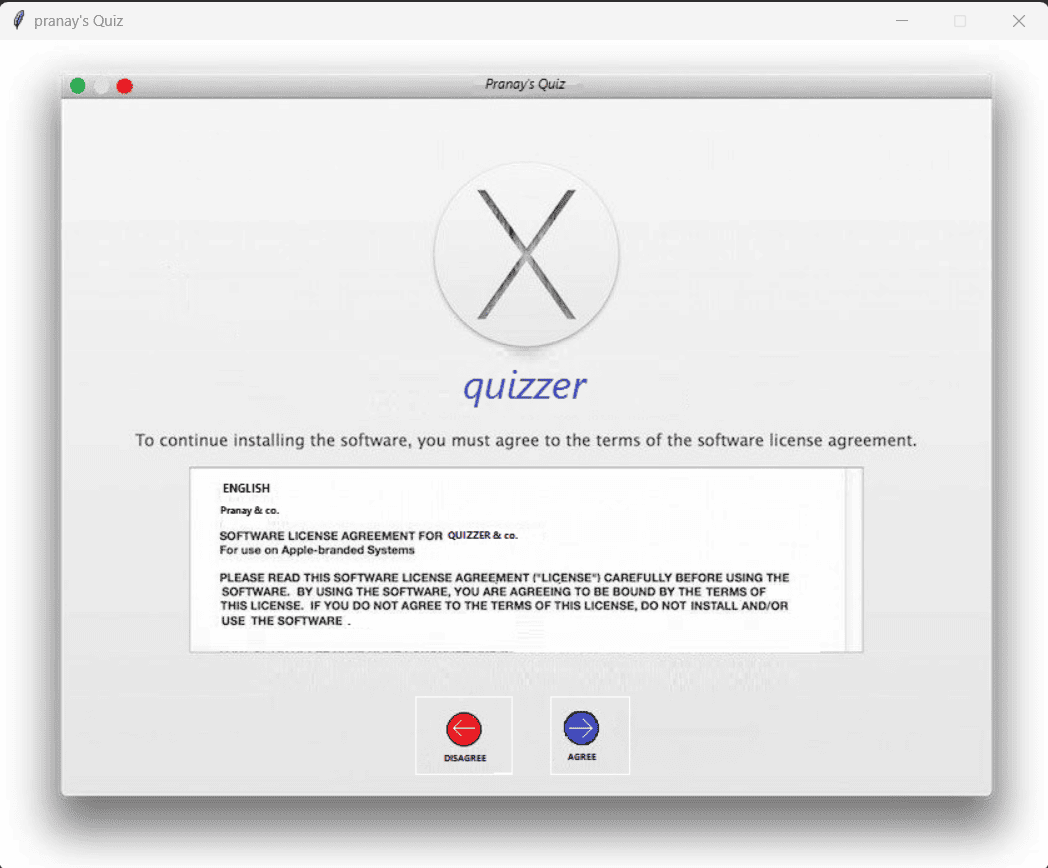 pranay's Quiz
Pranay's Quiz
X
quizzer
To continue installing the software, you must agree to the terms of the software license agreement.
ENGLISH
Pranay & co.
SOFTWARE LICENSE AGREEMENT FOR QUIZZER & co.
For use on Apple-branded Systems
PLEASE READ THIS SOFTWARE LICENSE AGREEMENT ("LICENSE") CAREFULLY BEFORE USING THE
SOFTWARE. BY USING THE SOFTWARE, YOU ARE AGREEING TO BE BOUND BY THE TERMS OF
THIS LICENSE. IF YOU DO NOT AGREE TO THE TERMS OF THIS LICENSE, DO NOT INSTALL AND/OR
USE THE SOFTWARE .
DISAGREE
AGREE